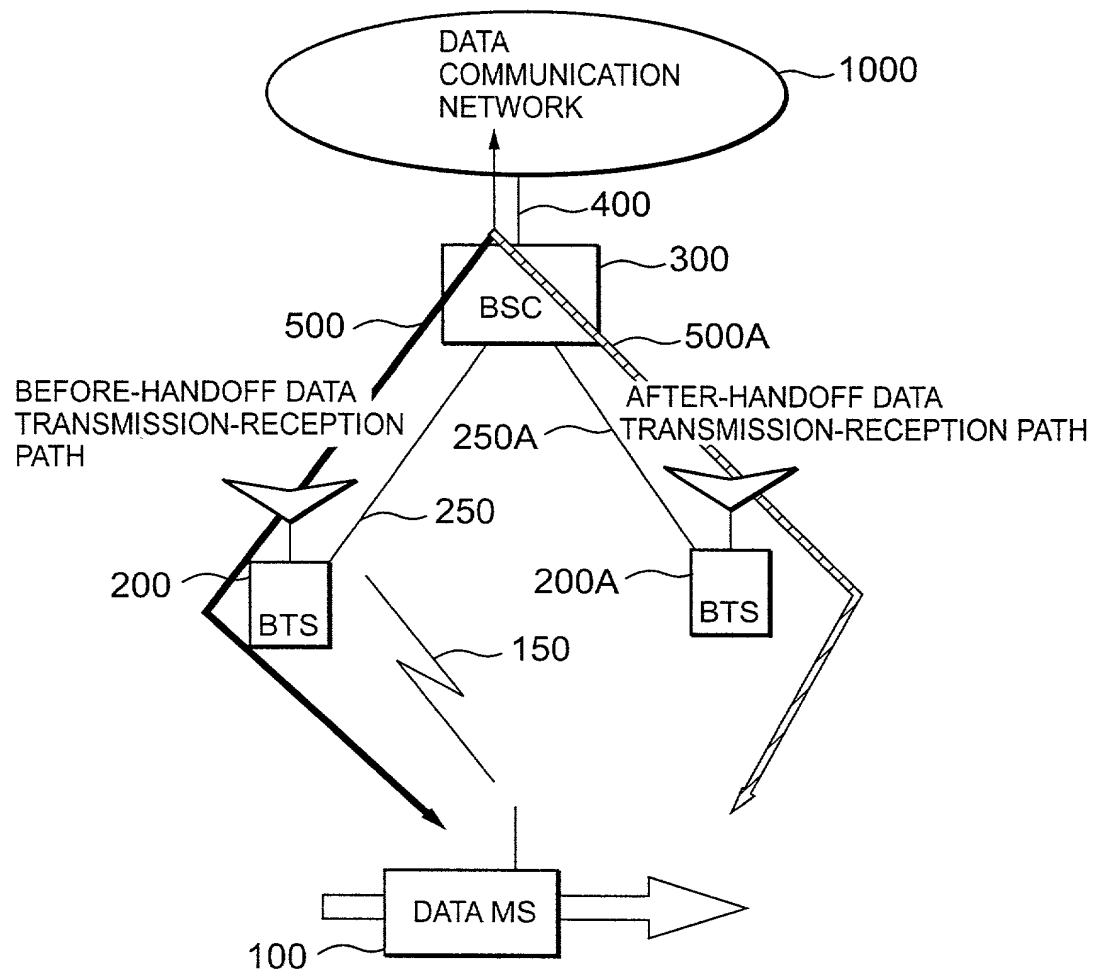 DATA
COMMUNICATION
NETWORK
1000
400
300
BSC
500
500A
BEFORE-HANDOFF DATA
TRANSMISSION-RECEPTION
PATH
AFTER-HANDOFF DATA
TRANSMISSION-RECEPTION PATH
250A
250
200
BTS
200A
BTS
150
DATA MS
100